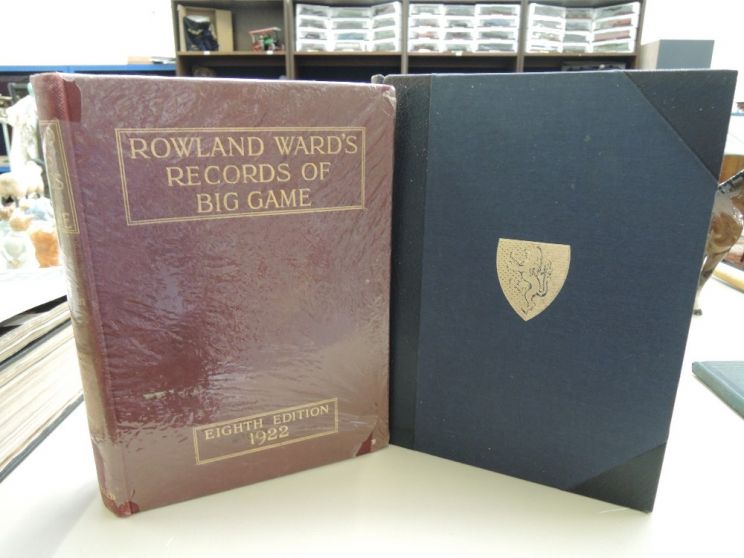 ROWLAND WARD'S
RECORDS OF
BIG GAME
EIGHTH EDITION
1922